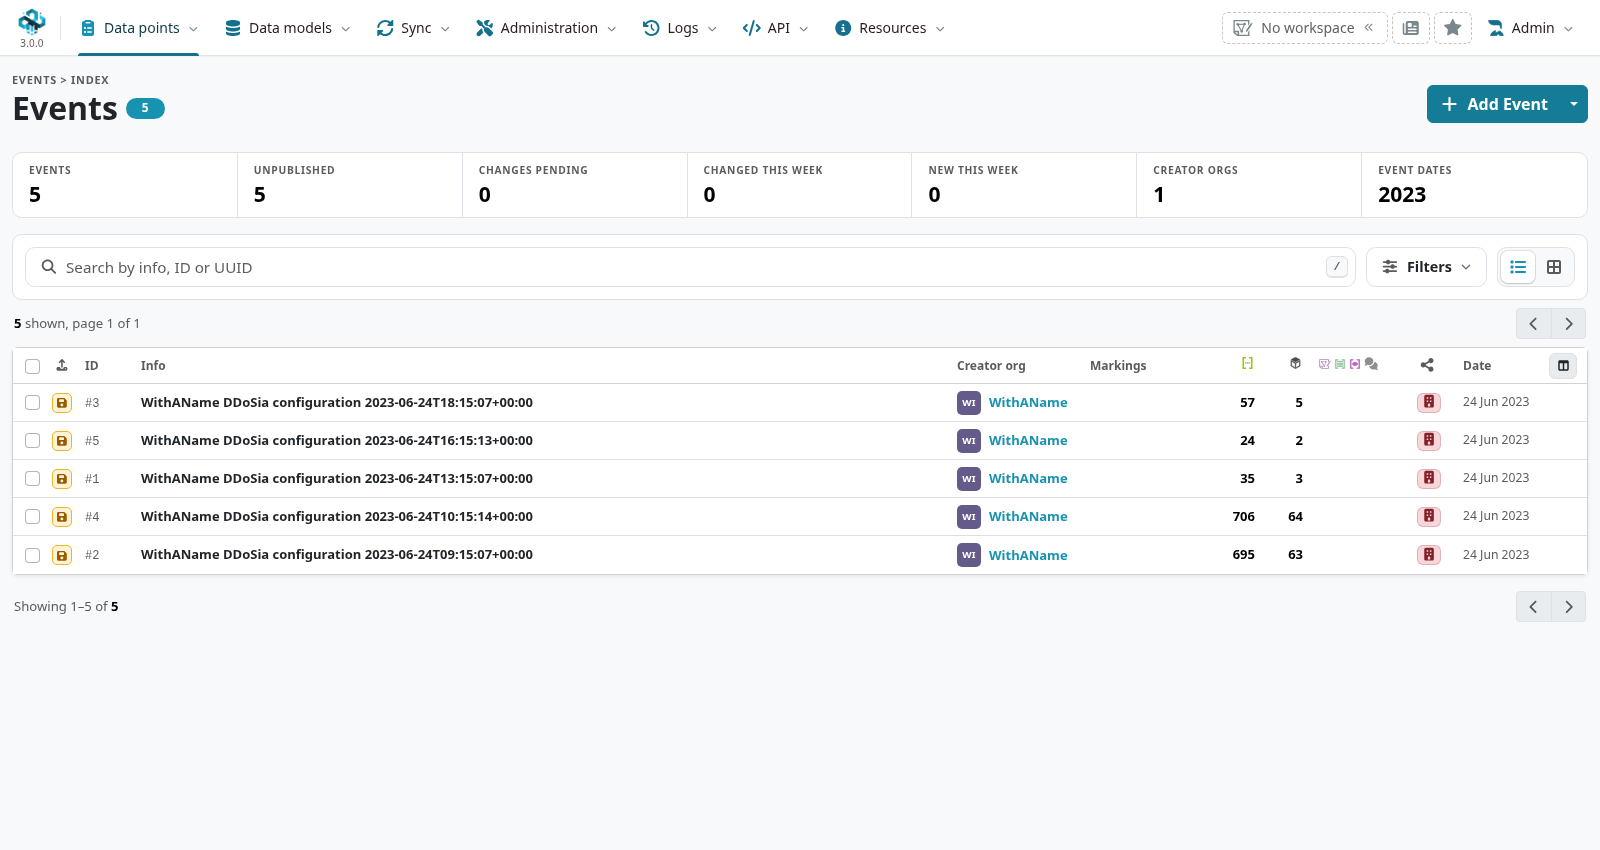 3.0.0
Data points
Data models
Sync
Administration
Logs
API
Resources
No workspace
Admin
EVENTS > INDEX
Events 5
Add Event
EVENTS
5
UNPUBLISHED
5
CHANGES PENDING
0
CHANGED THIS WEEK
0
NEW THIS WEEK
0
CREATOR ORGS
1
EVENT DATES
2023
Search by info, ID or UUID /
Filters
5 shown, page 1 of 1
ID Info Creator org Markings Date
#3 WithAName DDoSia configuration 2023-06-24T18:15:07+00:00 WI WithAName 57 5 24 Jun 2023
#5 WithAName DDoSia configuration 2023-06-24T16:15:13+00:00 WI WithAName 24 2 24 Jun 2023
#1 WithAName DDoSia configuration 2023-06-24T13:15:07+00:00 WI WithAName 35 3 24 Jun 2023
#4 WithAName DDoSia configuration 2023-06-24T10:15:14+00:00 WI WithAName 706 64 24 Jun 2023
#2 WithAName DDoSia configuration 2023-06-24T09:15:07+00:00 WI WithAName 695 63 24 Jun 2023
Showing 1–5 of 5